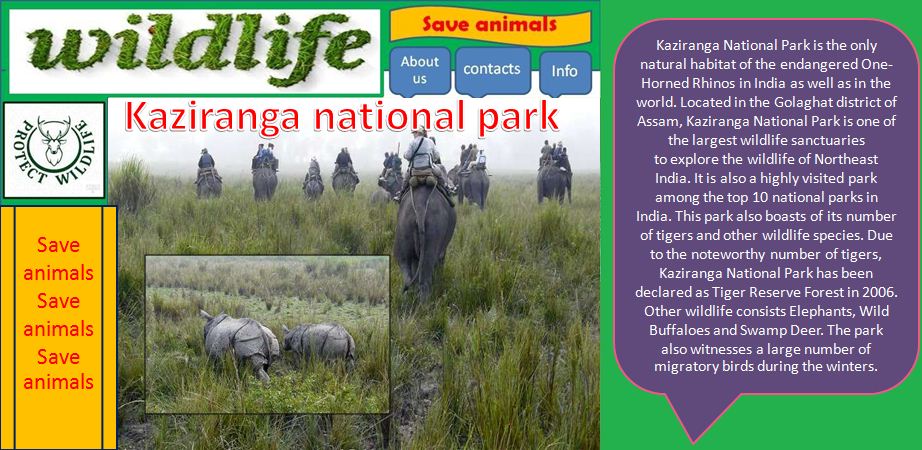 wildlife
Save animals
About
us
contacts
Info
PROTECT WILDLIFE
Kaziranga national park
Save
animals
Save
animals
Save
animals
Kaziranga National Park is the only
natural habitat of the endangered One-
Horned Rhinos in India as well as in the
world. Located in the Golaghat district of
Assam, Kaziranga National Park is one of
the largest wildlife sanctuaries
to explore the wildlife of Northeast
India. It is also a highly visited park
among the top 10 national parks in
India. This park also boasts of its number
of tigers and other wildlife species. Due
to the noteworthy number of tigers,
Kaziranga National Park has been
declared as Tiger Reserve Forest in 2006.
Other wildlife consists Elephants, Wild
Buffaloes and Swamp Deer. The park
also witnesses a large number of
migratory birds during the winters.